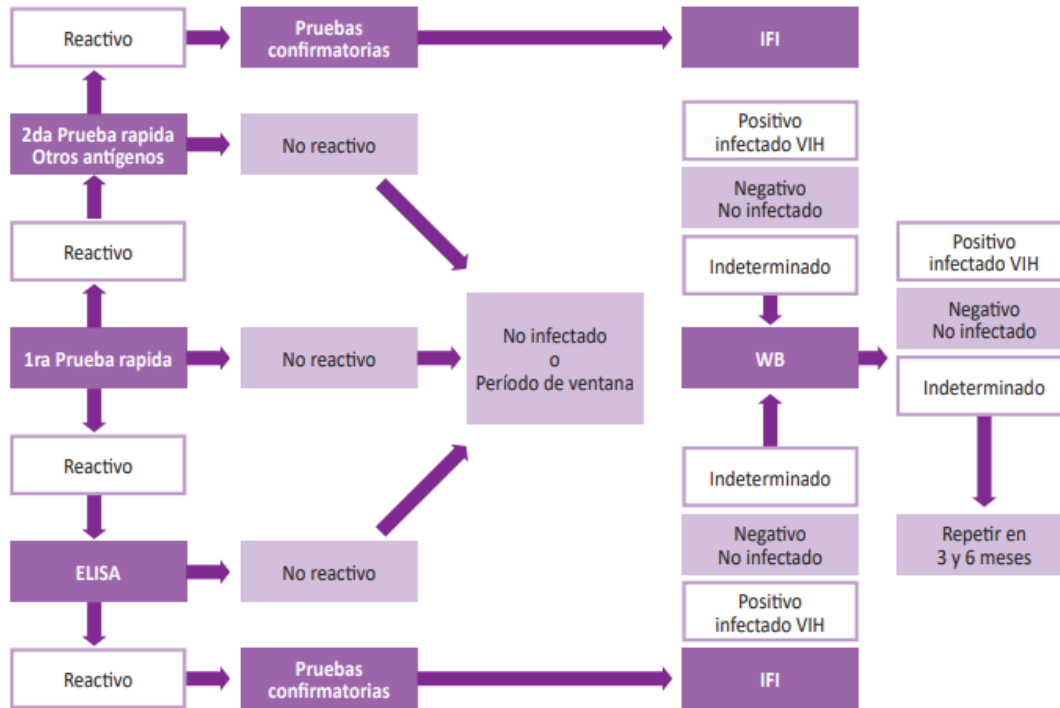 Reactivo
Pruebas
confirmatorias
IFI
2da Prueba rapida
Otros antígenos
No reactivo
Positivo
infectado VIH
Negativo
No infectado
Reactivo
Indeterminado
Positivo
infectado VIH
Negativo
No infectado
1ra Prueba rapida
No reactivo
No infectado
o
Período de ventana
WB
Indeterminado
Reactivo
Indeterminado
ELISA
No reactivo
Negativo
No infectado
Repetir en
3 y 6 meses
Positivo
infectado VIH
Reactivo
Pruebas
confirmatorias
IFI